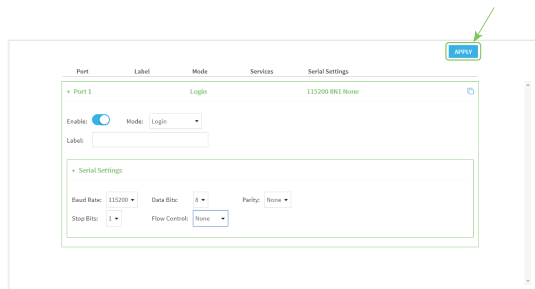 APPLY
Port Label Mode Services Serial Settings
Port 1 Login 115200 8N1 None
Enable: Mode: Login
Label:
Serial Settings
Baud Rate: 115200 Data Bits: 8 Parity: None
Stop Bits: 1 Flow Control: None